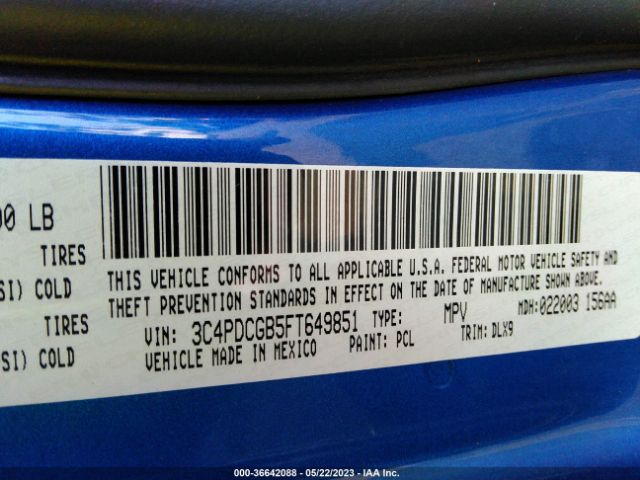 00 LB
TIRES
SI) COLD
TIRES
SI) COLD
THIS VEHICLE CONFORMS TO ALL APPLICABLE U.S.A. FEDERAL MOTOR VEHICLE SAFETY AND
THEFT PREVENTION STANDARDS IN EFFECT ON THE DATE OF MANUFACTURE SHOWN ABOVE.
VIN: 3C4PDCGB5FT649851 TYPE: MPV MDH:022003 156AA
VEHICLE MADE IN MEXICO PAINT: PCL TRIM: DLX9
000-36642088 - 05/22/2023 - IAA Inc.